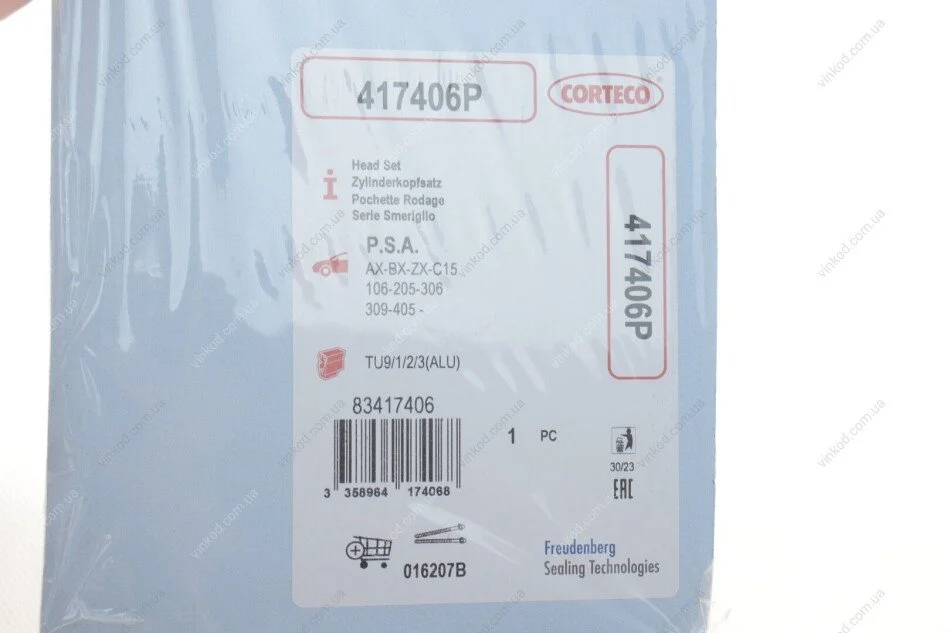 417406P
CORTECO
Head Set
Zylinderkopfsatz
Pochette Rodage
Serie Smeriglio
417406P
P.S.A.
AX-BX-ZX-C15
106-205-306
309-405 -
TU9/1/2/3(ALU)
83417406
1 PC
3 358964 174068
30/23
EAC
016207B
Freudenberg
Sealing Technologies
vinkod.com.ua